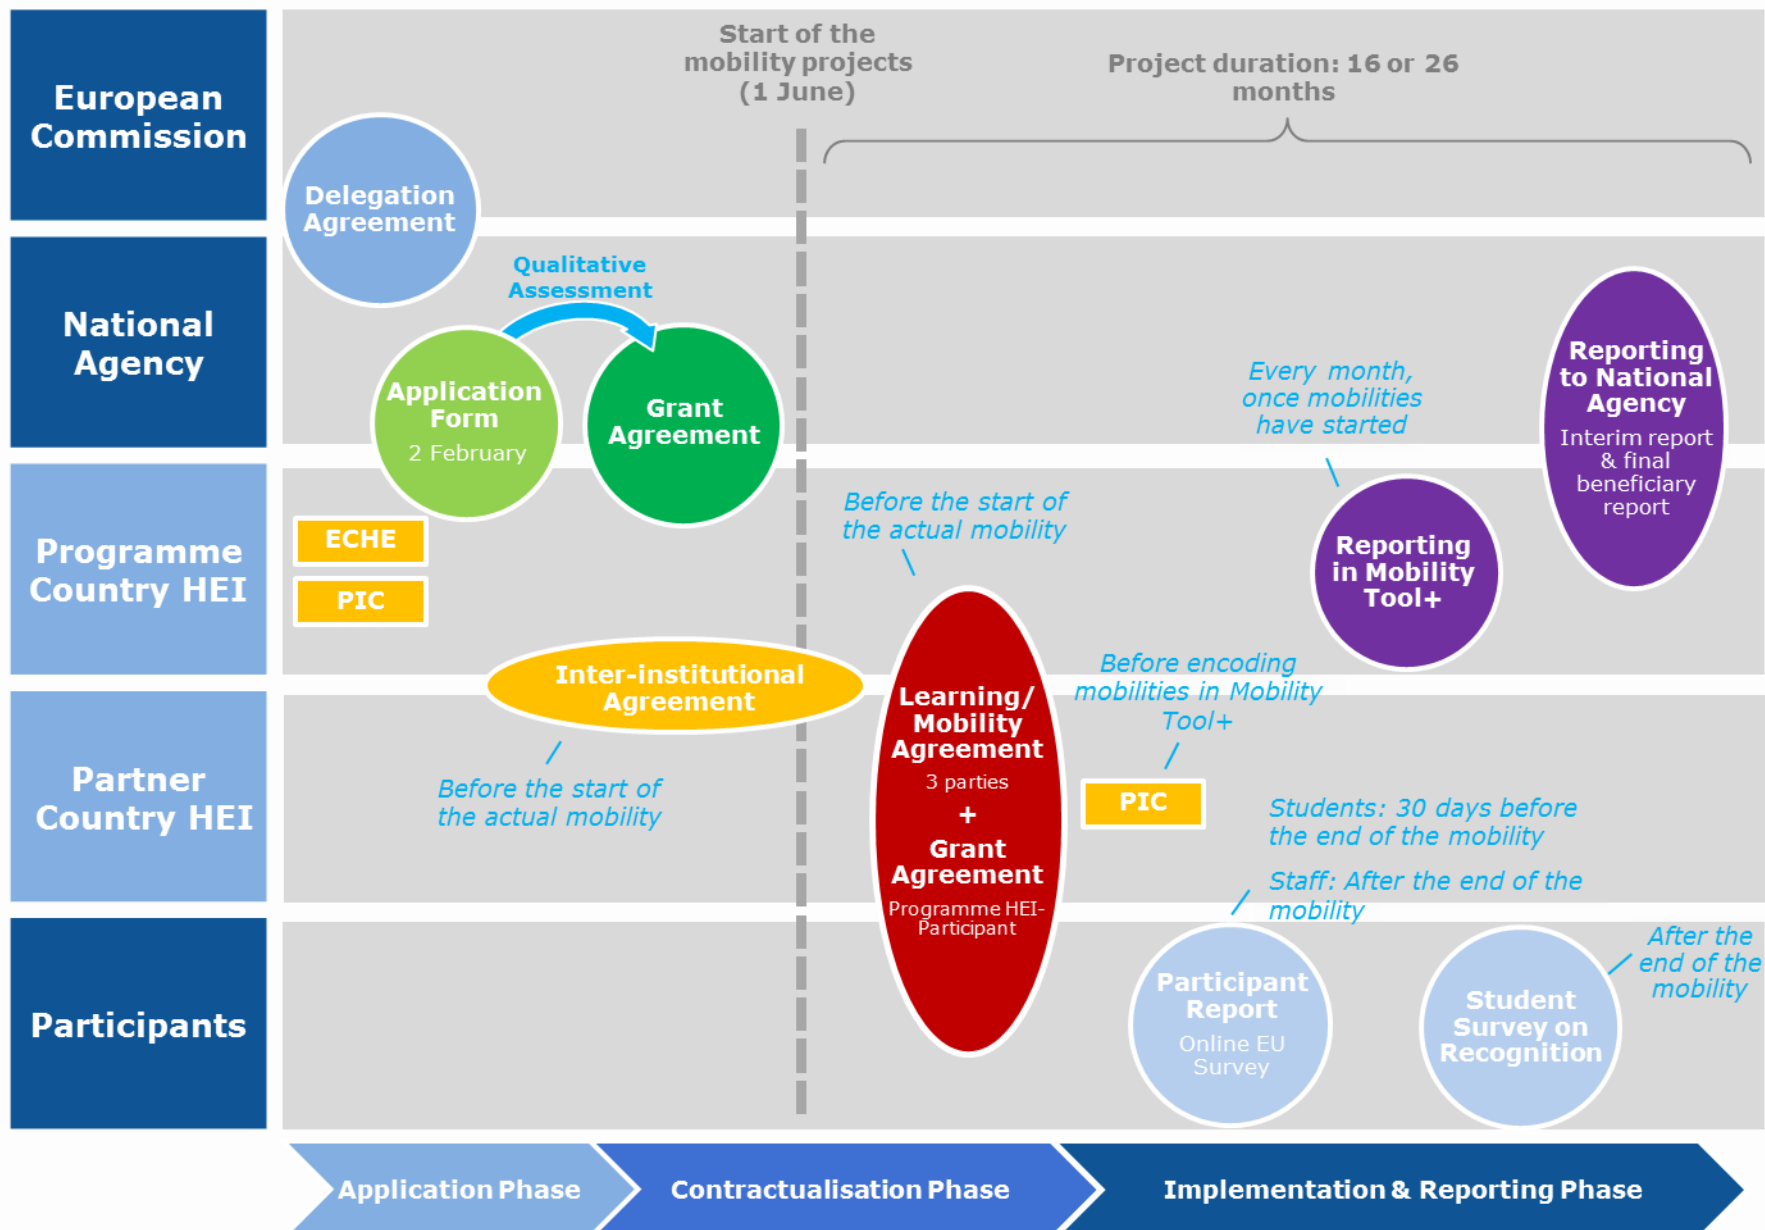 European
Commission
Start of the
mobility projects
(1 June)
Project duration: 16 or 26
months
Delegation
Agreement
National
Agency
Qualitative
Assessment
Application
Form
2 February
Grant
Agreement
Every month,
once mobilities
have started
Reporting
to National
Agency
Interim report
& final
beneficiary
report
Programme
Country HEI
ECHE
PIC
Before the start of
the actual mobility
Reporting
in Mobility
Tool+
Inter-institutional
Agreement
Before the start of
the actual mobility
Learning/
Mobility
Agreement
3 parties
+
Grant
Agreement
Programme HEI-
Participant
Before encoding
mobilities in Mobility
Tool+
Partner
Country HEI
PIC
Students: 30 days before
the end of the mobility
Staff: After the end of the
mobility
Participants
Participant
Report
Online EU
Survey
Student
Survey on
Recognition
After the
end of the
mobility
Application Phase
Contractualisation Phase
Implementation & Reporting Phase